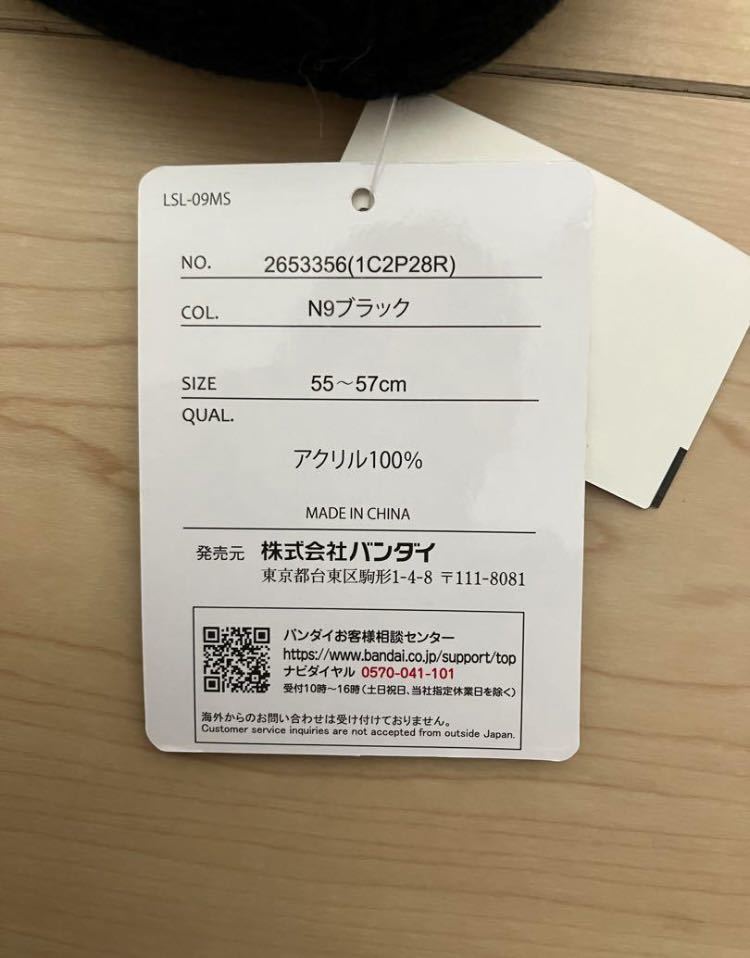 LSL-09MS
NO. 2653356(1C2P28R)
COL. N9ブラック
SIZE 55～57cm
QUAL.
アクリル100%
MADE IN CHINA
発売元 株式会社バンダイ
東京都台東区駒形1-4-8 〒111-8081
バンダイお客様相談センター
https://www.bandai.co.jp/support/top
ナビダイヤル 0570-041-101
受付10時～16時(土日祝日、当社指定休業日を除く)
海外からのお問い合わせは受け付けておりません。
Customer service inquiries are not accepted from outside Japan.